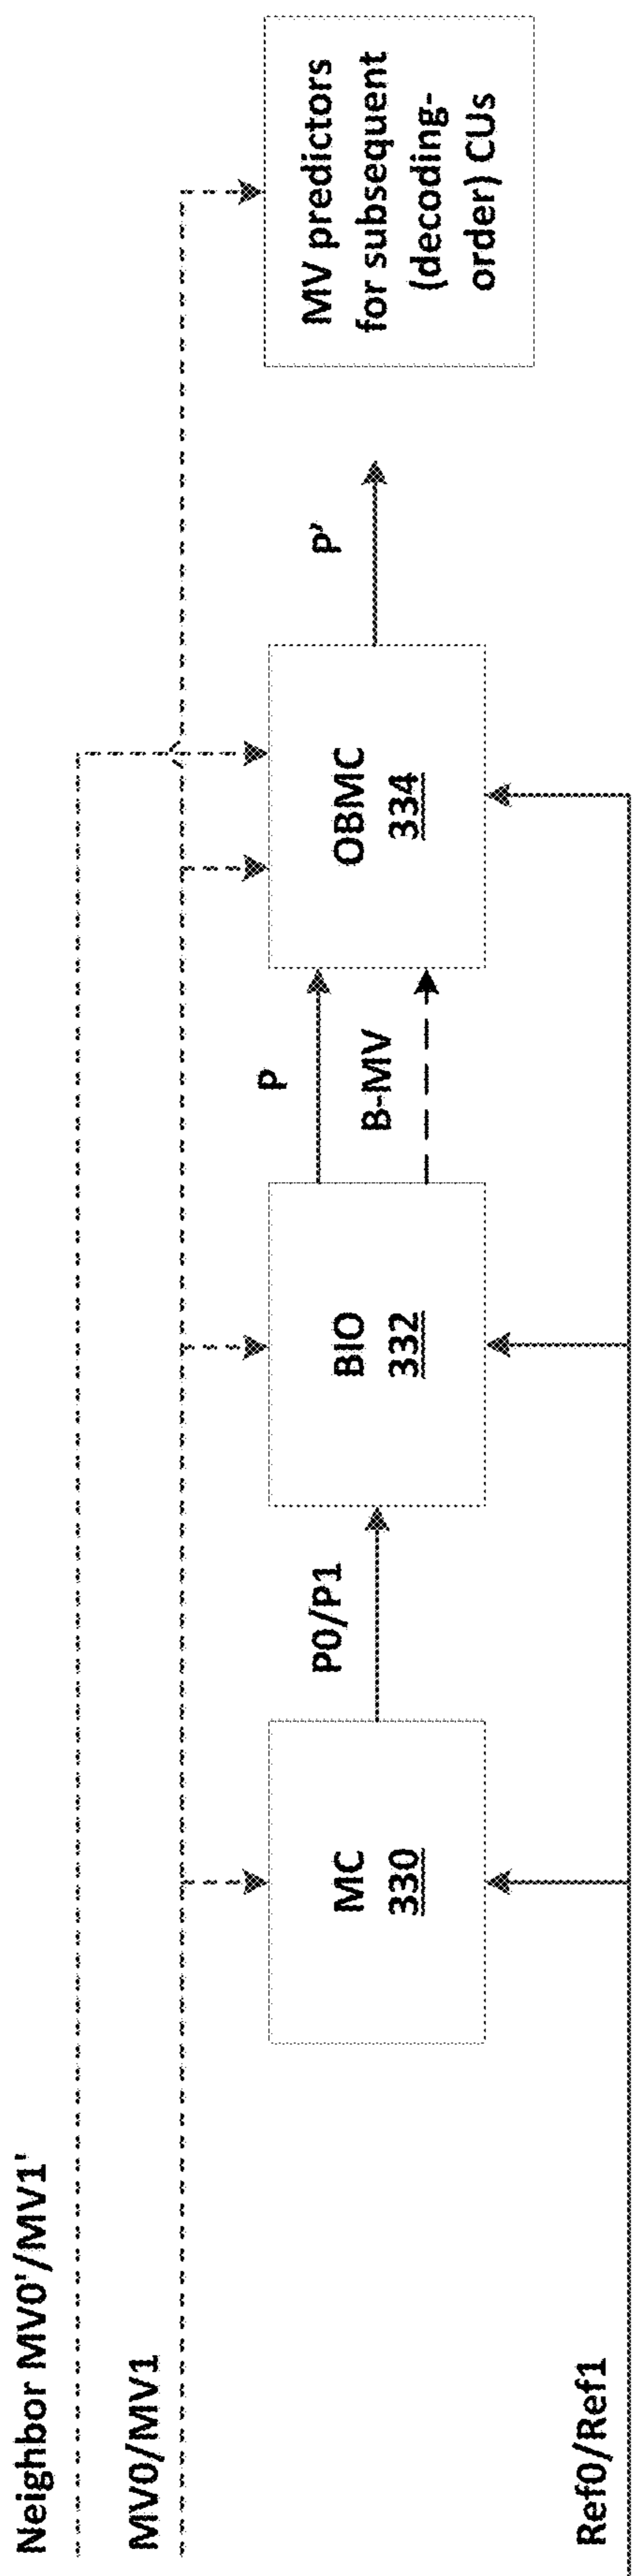 Neighbor MV0'/MV1'
MV0/MV1
Ref0/Ref1
MC
330
P0/P1
BIO
332
P
B-MV
OBMC
334
P'
MV predictors
for subsequent
(decoding-
order) CUs